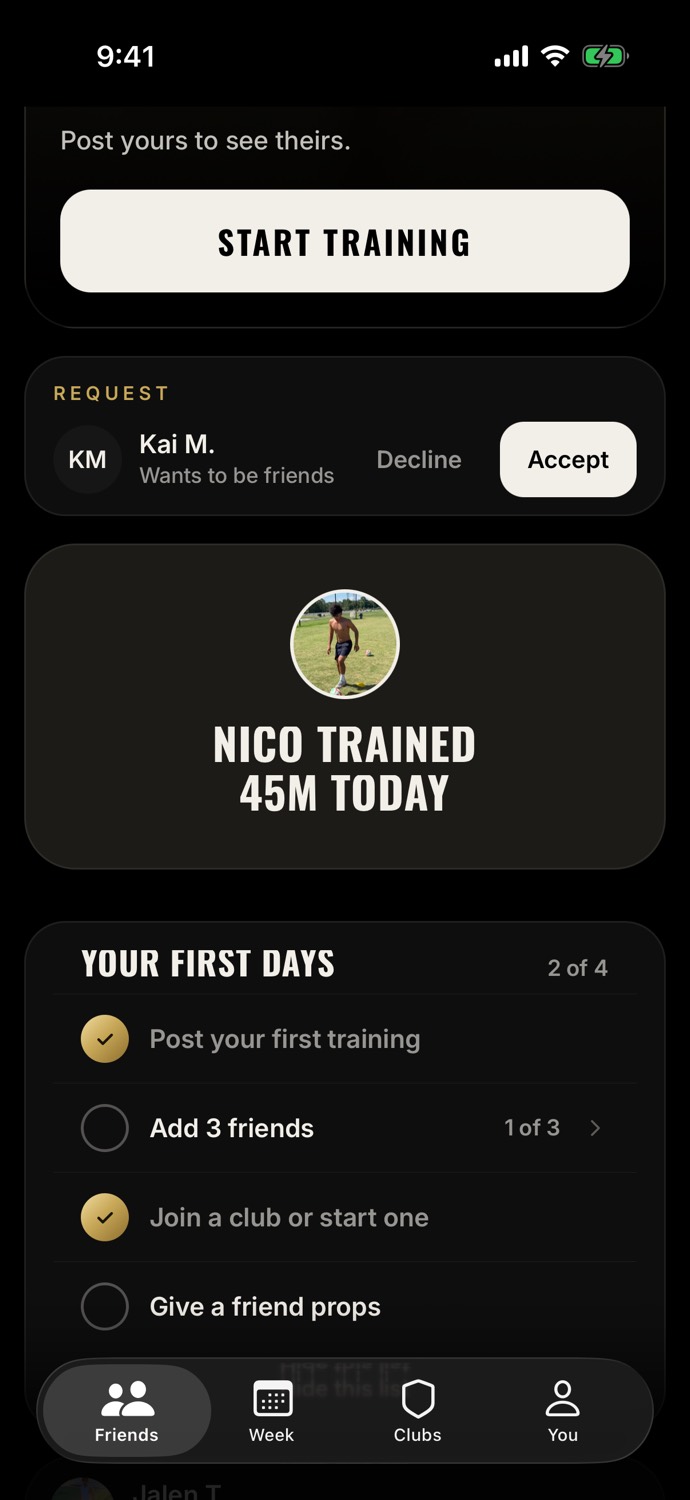 9:41
Post yours to see theirs.
START TRAINING
REQUEST
KM
Kai M.
Wants to be friends
Decline
Accept
NICO TRAINED
45M TODAY
YOUR FIRST DAYS
2 of 4
Post your first training
Add 3 friends
1 of 3
Join a club or start one
Give a friend props
Friends
Week
Clubs
You
Jalen T